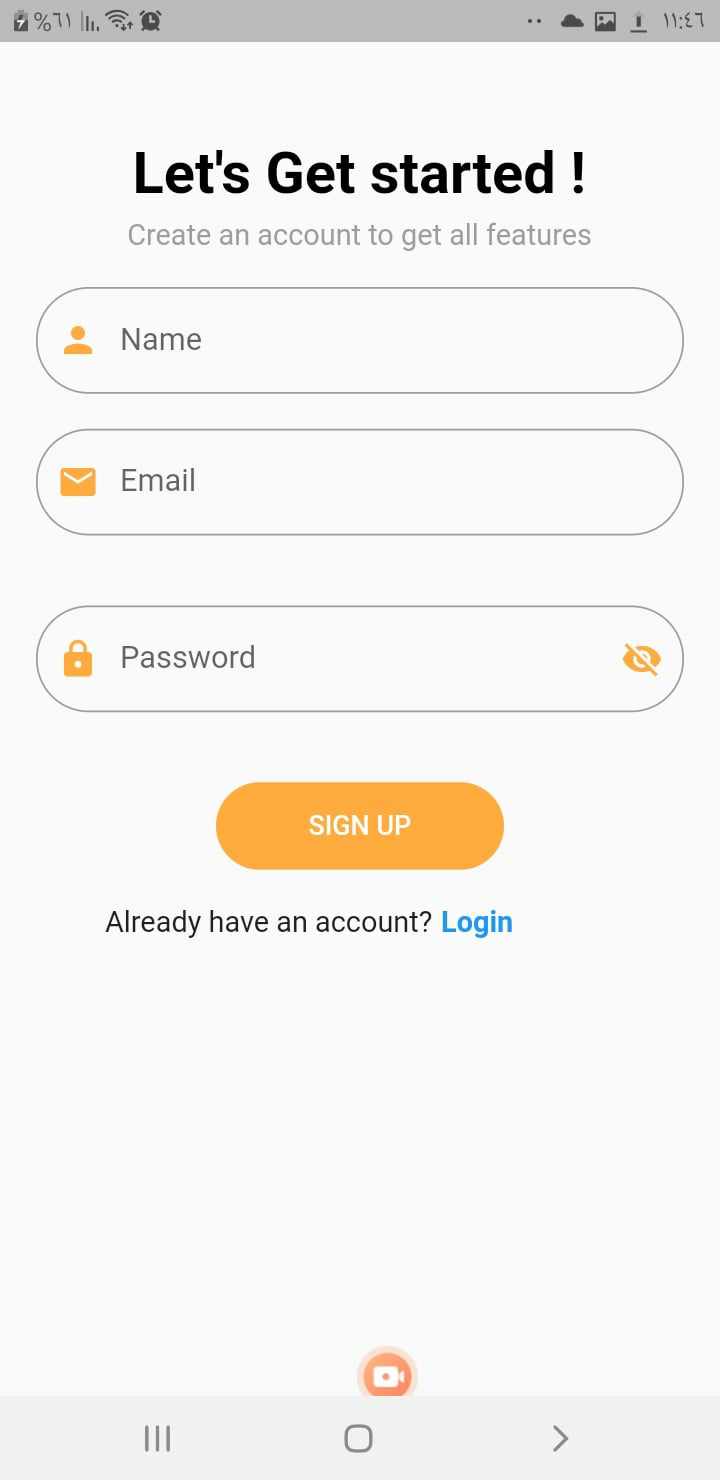 %٦١ ١١:٤٦
Let's Get started !
Create an account to get all features
Name
Email
Password
SIGN UP
Already have an account? Login